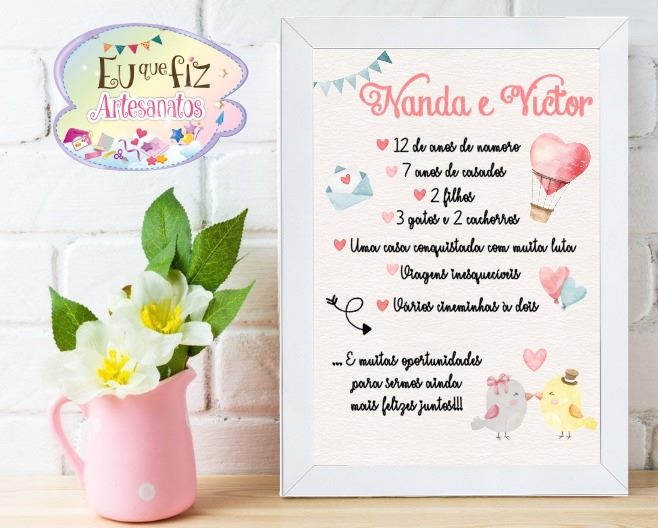 Eu que fiz
Artesanatos
Nanda e Victor
12 de anos de namoro
7 anos de casados
2 filhos
3 gatos e 2 cachorros
Uma casa conquistada com muita luta
Viagens inesquecíveis
Vários cineminhas à dois
... E muitas oportunidades
para sermos ainda
mais felizes juntos!!!